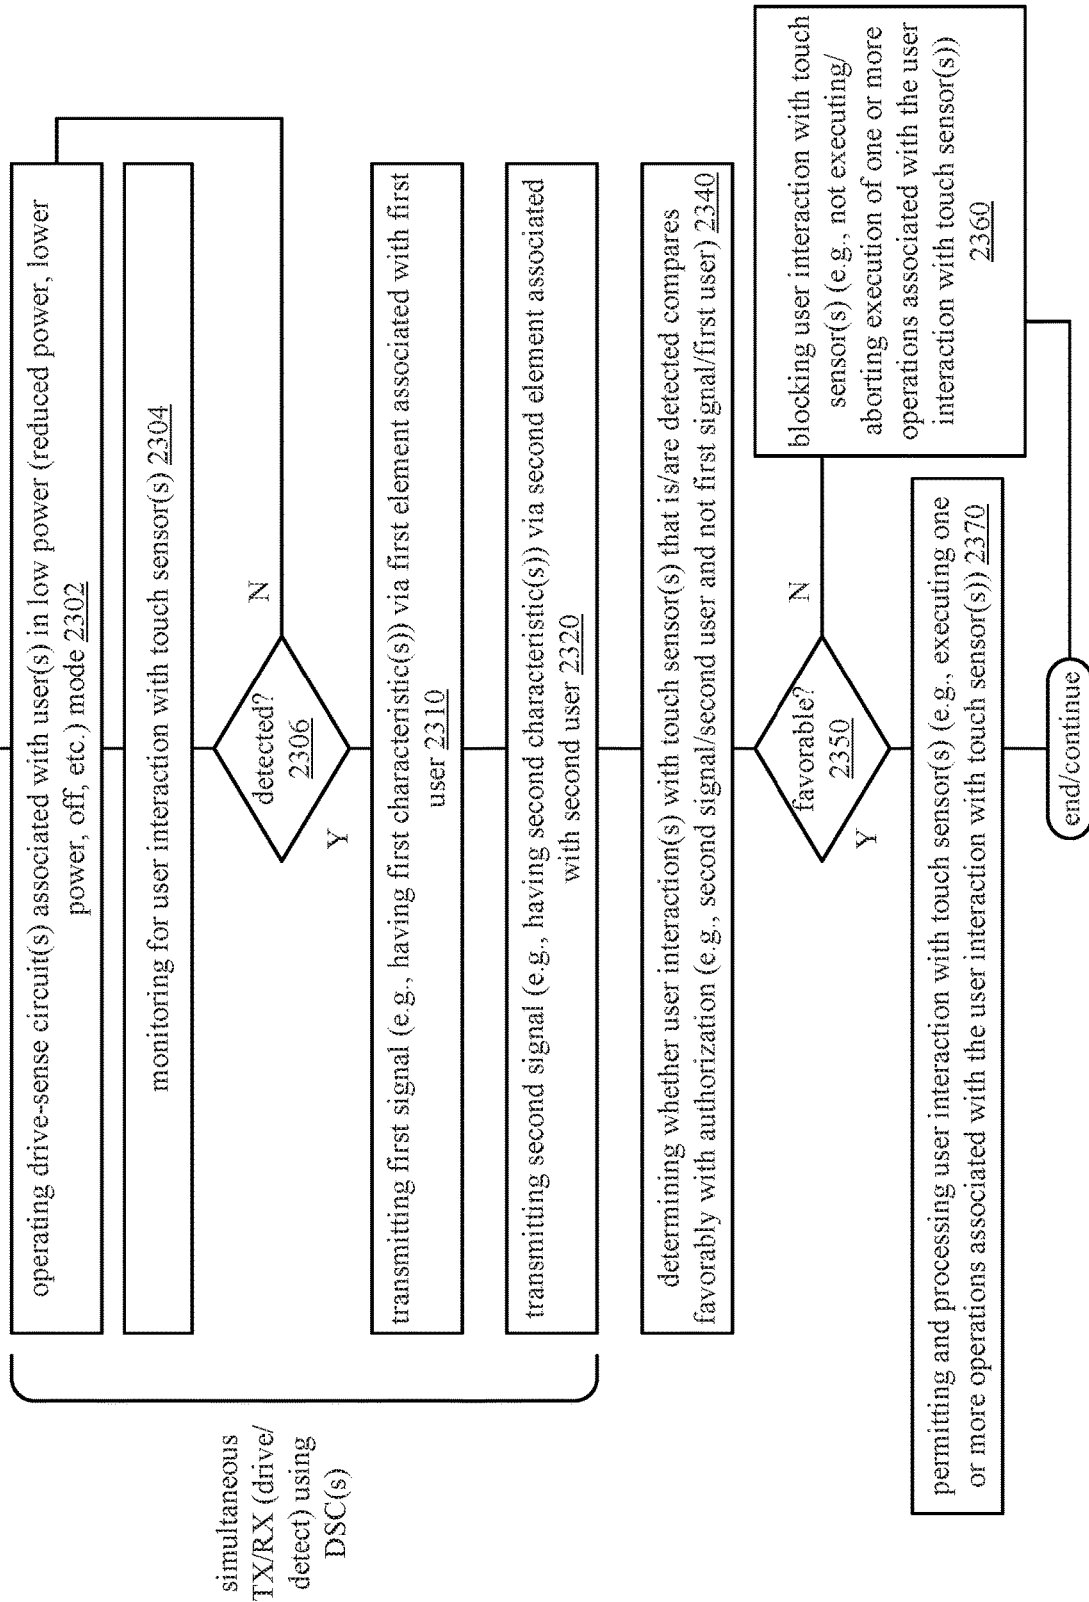 operating drive-sense circuit(s) associated with user(s) in low power (reduced power, lower
power, off, etc.) mode 2302
monitoring for user interaction with touch sensor(s) 2304
detected?
2306
N
Y
transmitting first signal (e.g., having first characteristic(s)) via first element associated with first
user 2310
transmitting second signal (e.g., having second characteristic(s)) via second element associated
with second user 2320
simultaneous
TX/RX (drive/
detect) using
DSC(s)
determining whether user interaction(s) with touch sensor(s) that is/are detected compares
favorably with authorization (e.g., second signal/second user and not first signal/first user) 2340
favorable?
2350
N
Y
blocking user interaction with touch
sensor(s) (e.g., not executing/
aborting execution of one or more
operations associated with the user
interaction with touch sensor(s))
2360
permitting and processing user interaction with touch sensor(s) (e.g., executing one
or more operations associated with the user interaction with touch sensor(s)) 2370
end/continue